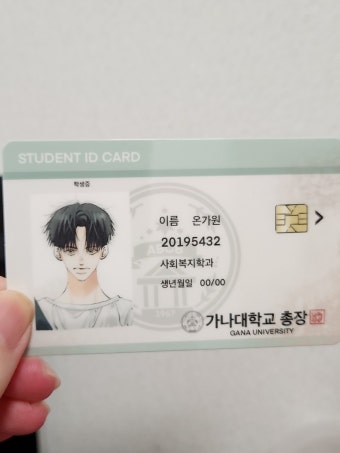 STUDENT ID CARD
학생증
이름 온가원
20195432
사회복지학과
생년월일 00/00
가나대학교 총장
GANA UNIVERSITY
1967